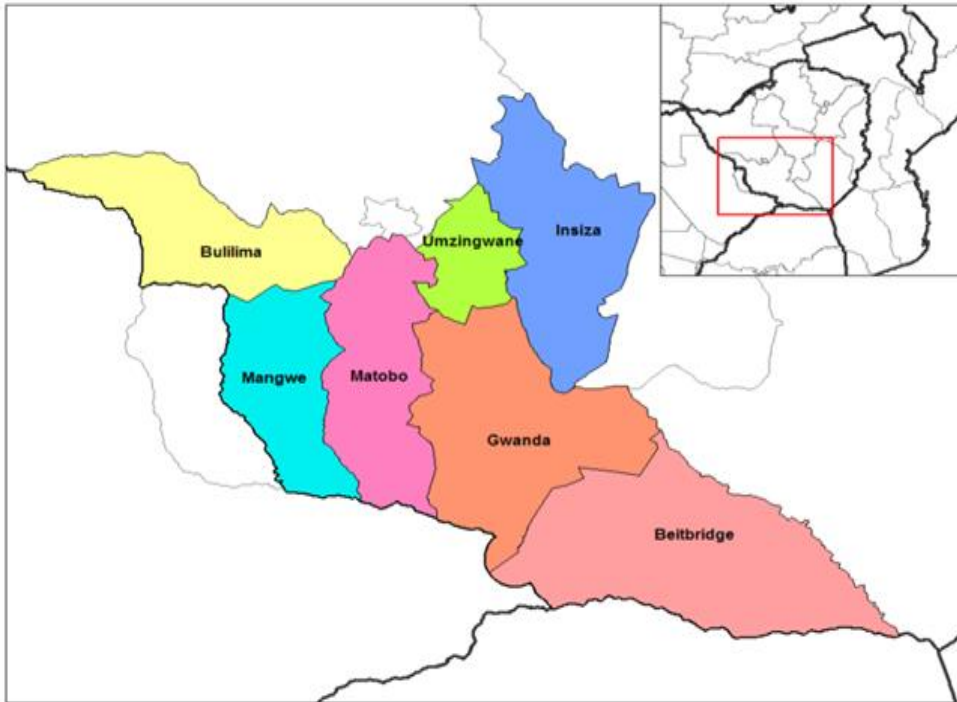 Umzingwane
Insiza
Bulilima
Mangwe
Matobo
Gwanda
Beitbridge